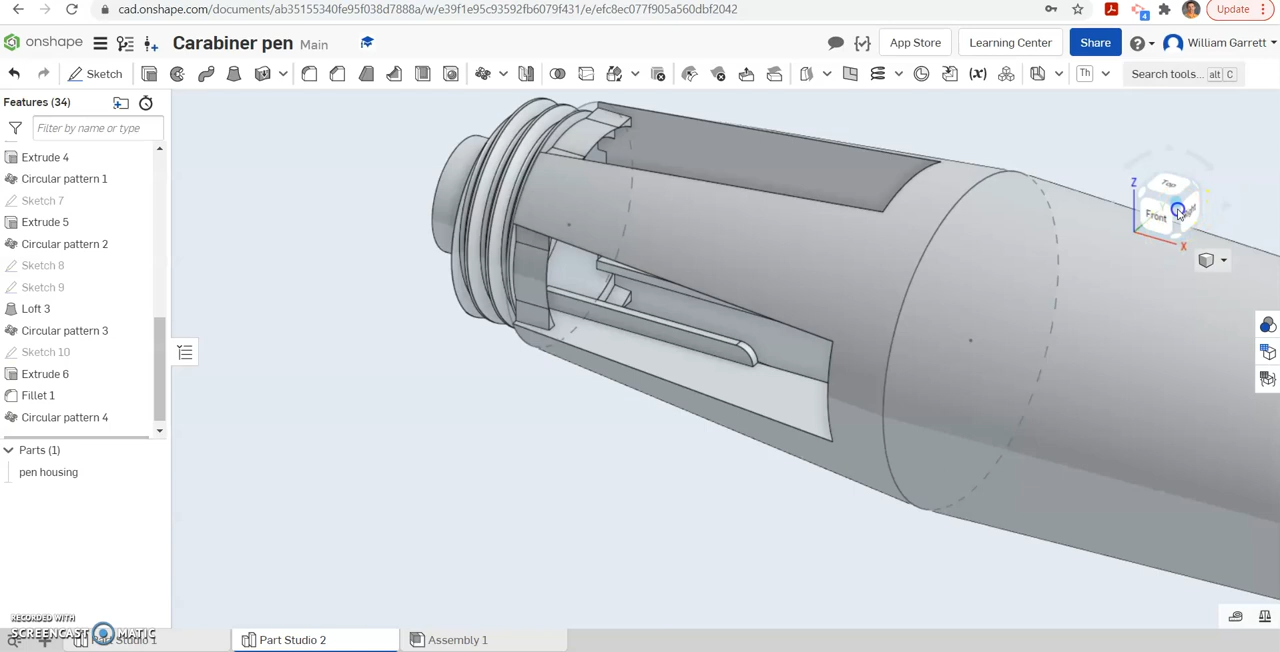 cad.onshape.com/documents/ab35155340fe95f038d7888a/w/e39f1e95c93592fb6079f431/e/efc8ec077f905a560dbf2042
4
Update
onshape
Carabiner pen Main
App Store
Learning Center
Share
William Garrett
Sketch
Th
Search tools... alt C
Features (34)
Filter by name or type
Extrude 4
Circular pattern 1
Sketch 7
Extrude 5
Circular pattern 2
Sketch 8
Sketch 9
Loft 3
Circular pattern 3
Sketch 10
Extrude 6
Fillet 1
Circular pattern 4
Parts (1)
pen housing
Z
Top
Front
X
RECORDED WITH
SCREENCAST MATIC
Part Studio 1
Part Studio 2
Assembly 1